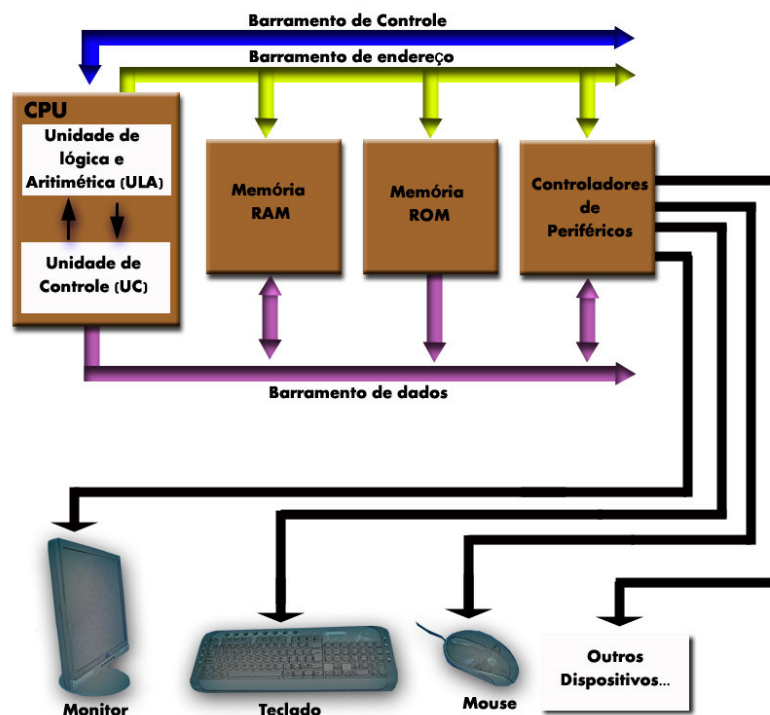 Barramento de Controle
Barramento de endereço
CPU
Unidade de
lógica e
Aritimética (ULA)
Unidade de
Controle (UC)
Memória
RAM
Memória
ROM
Controladores
de
Periféricos
Barramento de dados
Monitor
Teclado
Mouse
Outros
Dispositivos...